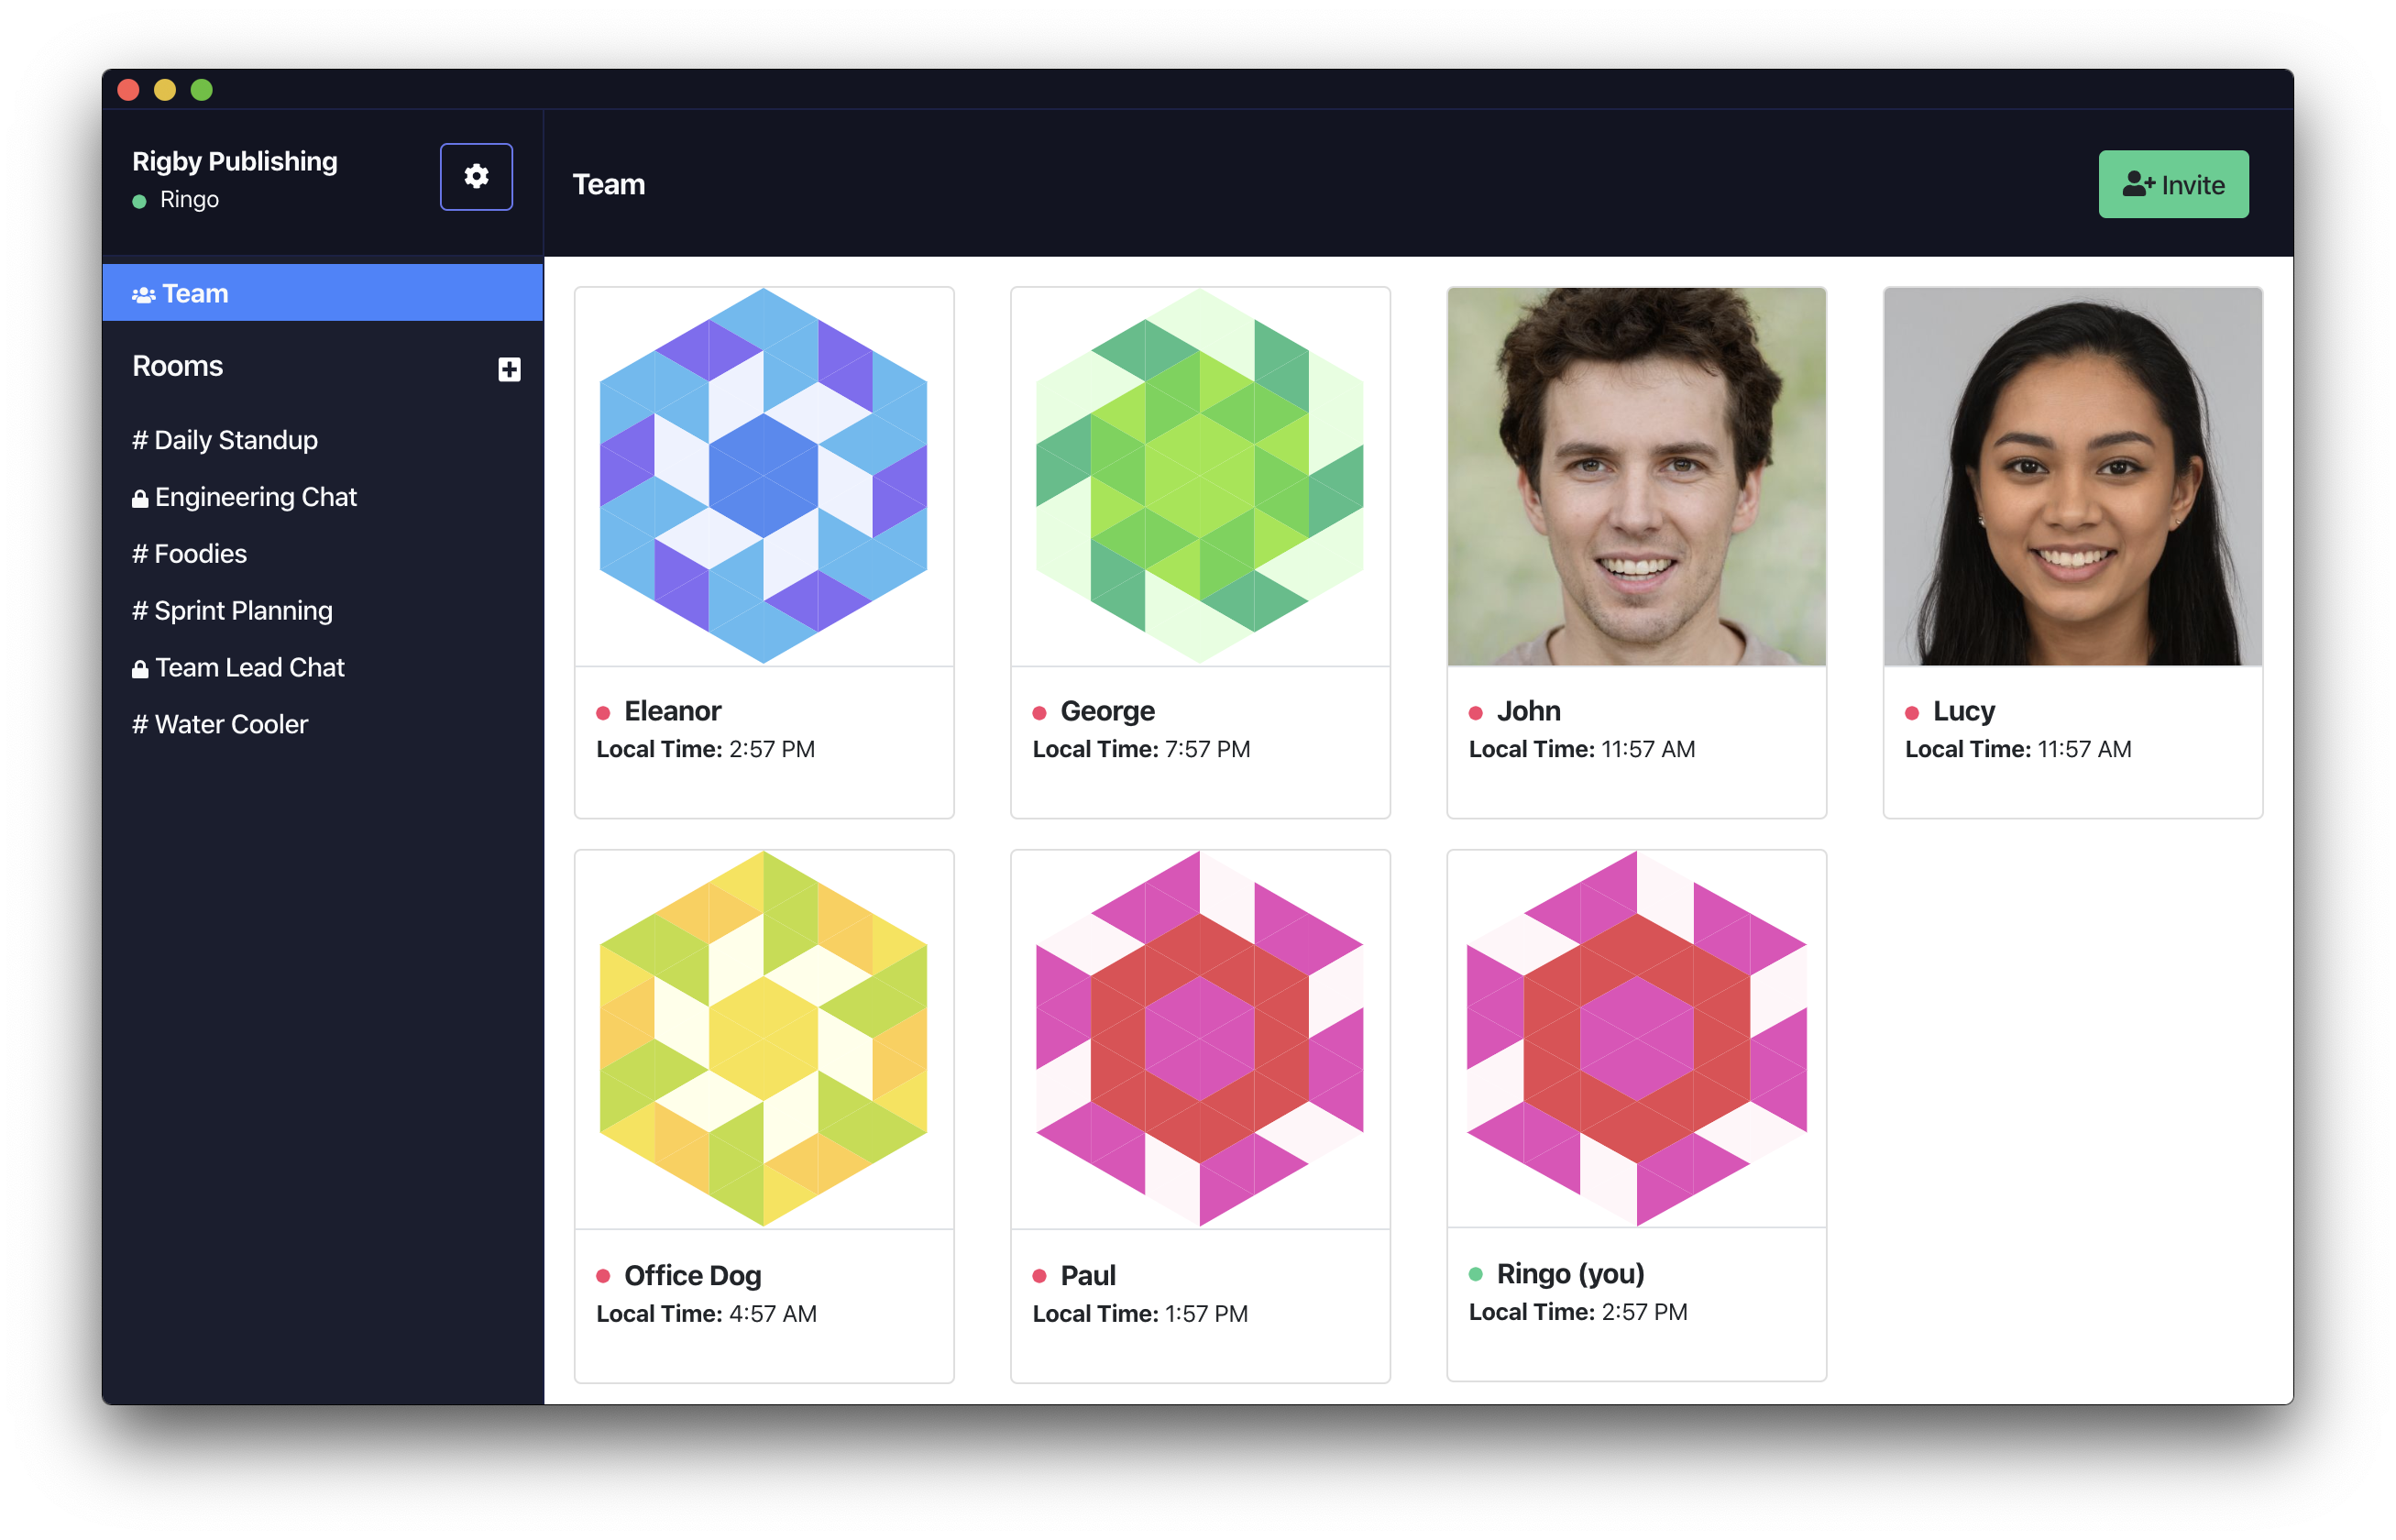 Rigby Publishing
Ringo
Team
Invite
Team
Rooms
# Daily Standup
Engineering Chat
# Foodies
# Sprint Planning
Team Lead Chat
# Water Cooler
Eleanor
Local Time: 2:57 PM
George
Local Time: 7:57 PM
John
Local Time: 11:57 AM
Lucy
Local Time: 11:57 AM
Office Dog
Local Time: 4:57 AM
Paul
Local Time: 1:57 PM
Ringo (you)
Local Time: 2:57 PM